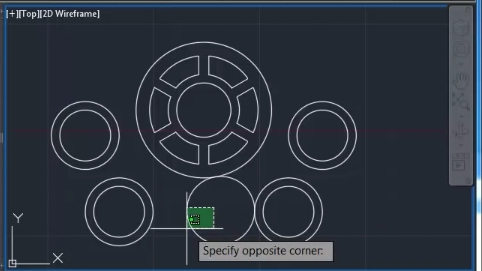 [+][Top][2D Wireframe]
Specify opposite corner:
Y
X